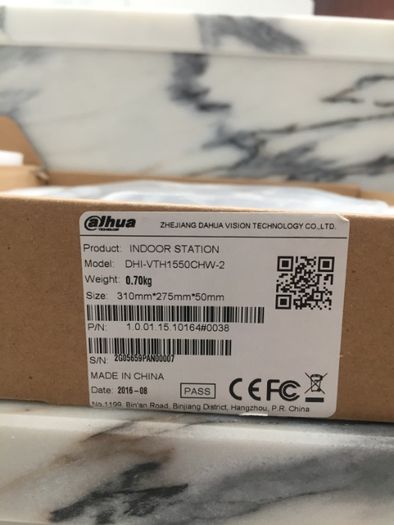 alhua
TECHNOLOGY
ZHEJIANG DAHUA VISION TECHNOLOGY CO.,LTD.
Product: INDOOR STATION
Model: DHI-VTH1550CHW-2
Weight: 0.70kg
Size: 310mm*275mm*50mm
P/N: 1.0.01.15.10164#0038
S/N: 2G05659PAN00007
MADE IN CHINA
Date: 2016-08 PASS CE FC
No.1199, Bin'an Road, Binjiang District, Hangzhou, P.R. China